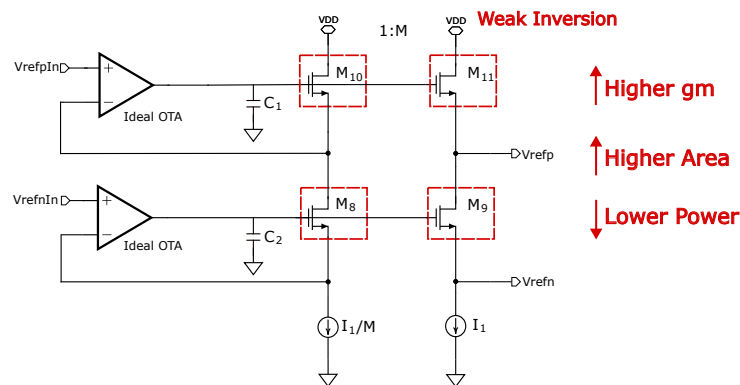 VDD
VDD
Weak Inversion
1:M
VrefpIn
+
M10
M11
−
C1
Higher gm
Ideal OTA
Vrefp
Higher Area
VrefnIn
+
M8
M9
−
C2
Lower Power
Ideal OTA
Vrefn
I1/M
I1